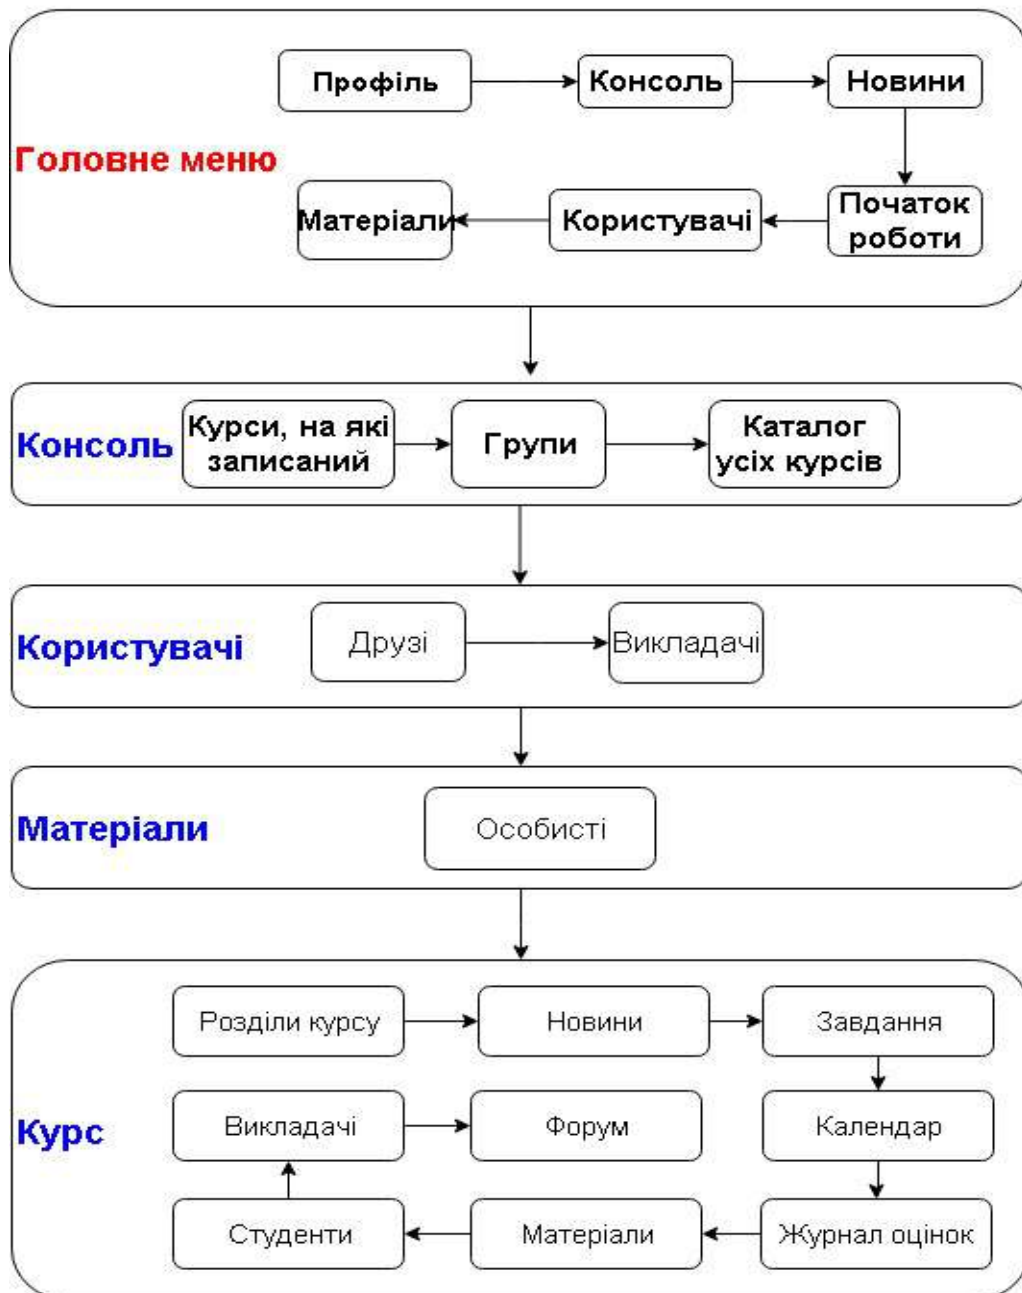 Профіль
Консоль
Новини
Головне меню
Матеріали
Користувачі
Початок
роботи
Консоль
Курси, на які
записаний
Групи
Каталог
усіх курсів
Користувачі
Друзі
Викладачі
Матеріали
Особисті
Розділи курсу
Новини
Завдання
Курс
Викладачі
Форум
Календар
Студенти
Матеріали
Журнал оцінок